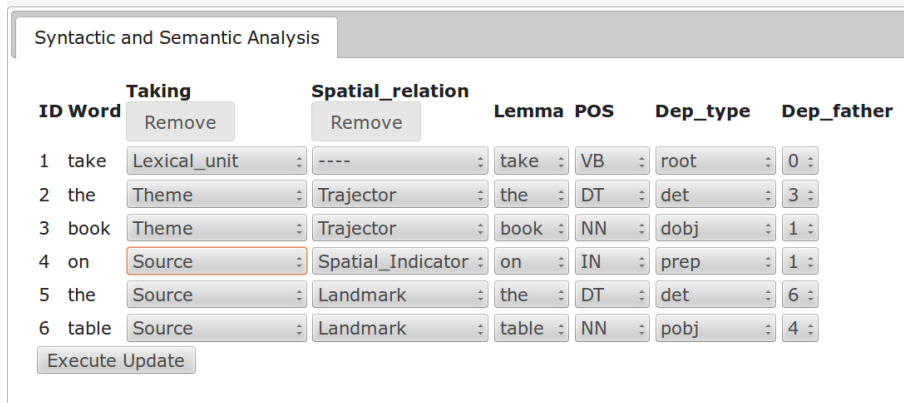 Syntactic and Semantic Analysis
Taking Spatial_relation
ID Word Remove Remove Lemma POS Dep_type Dep_father
1 take Lexical_unit ---- take VB root 0
2 the Theme Trajector the DT det 3
3 book Theme Trajector book NN dobj 1
4 on Source Spatial_Indicator on IN prep 1
5 the Source Landmark the DT det 6
6 table Source Landmark table NN pobj 4
Execute Update